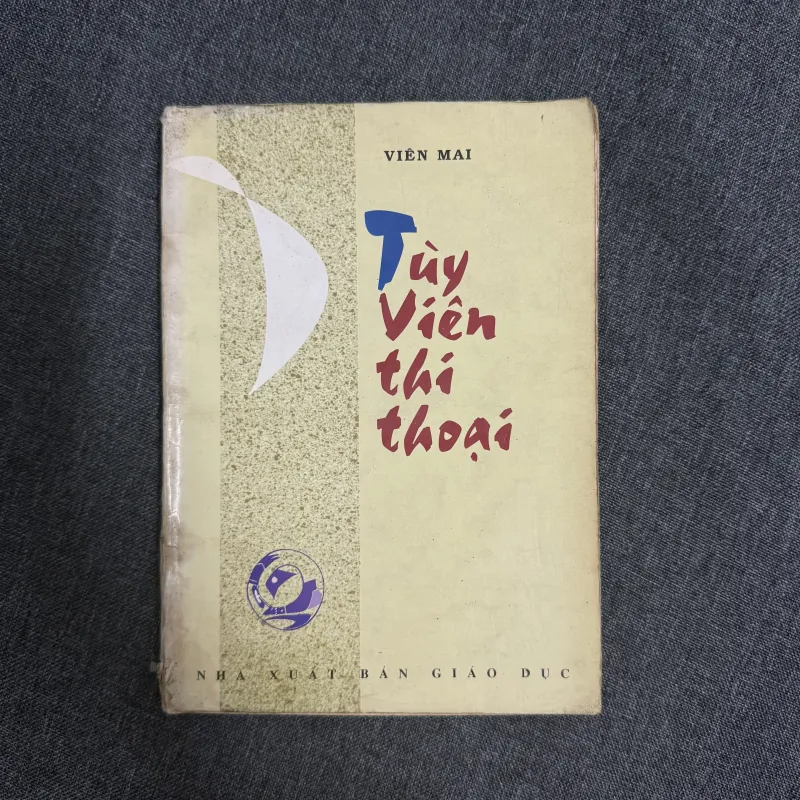 VIÊN MAI
Tùy
Viên
thi
thoại
NHÀ XUẤT BẢN GIÁO DỤC